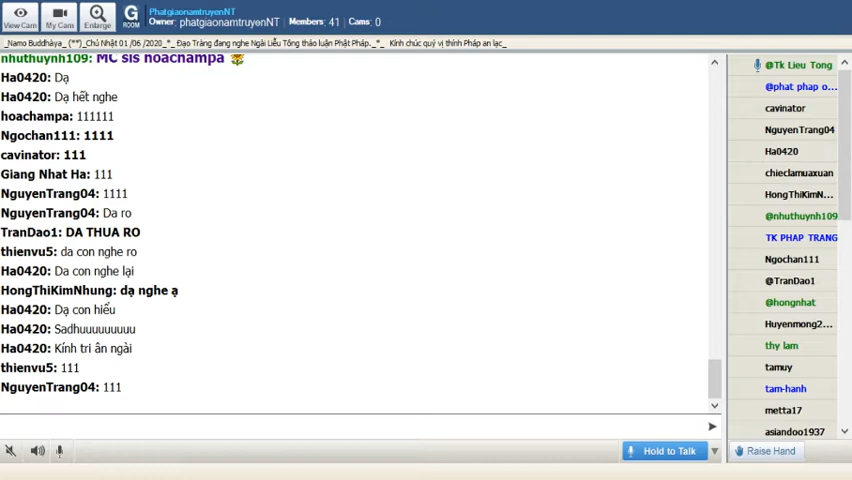 PhatgiaonamtruyenNT
Owner: phatgiaonamtruyenNT | Members: 41 | Cams: 0
View Cam
My Cam
Enlarge
G
ROOM
_Namo Buddhàya_ (**)_Chủ Nhật 01 /06 /2020_*_ Đạo Tràng đang nghe Ngài Liễu Tông thảo luận Phật Pháp._*_ Kính chúc quý vị thính Pháp an lạc_
nhuthuynh109: MC sis hoachampa
Ha0420: Dạ
Ha0420: Dạ hết nghe
hoachampa: 111111
Ngochan111: 1111
cavinator: 111
Giang Nhat Ha: 111
NguyenTrang04: 1111
NguyenTrang04: Da ro
TranDao1: DA THUA RO
thienvu5: da con nghe ro
Ha0420: Da con nghe lại
HongThiKimNhung: dạ nghe ạ
Ha0420: Dạ con hiểu
Ha0420: Sadhuuuuuuuuu
Ha0420: Kính tri ân ngài
thienvu5: 111
NguyenTrang04: 111
@Tk Lieu Tong
@phat phap o...
cavinator
NguyenTrang04
Ha0420
chieclamuaxuan
HongThiKimN...
@nhuthuynh109
TK PHAP TRANG
Ngochan111
@TranDao1
@hongnhat
Huyenmong2...
thy lam
tamuy
tam-hanh
metta17
asiandoo1937
Hold to Talk
Raise Hand